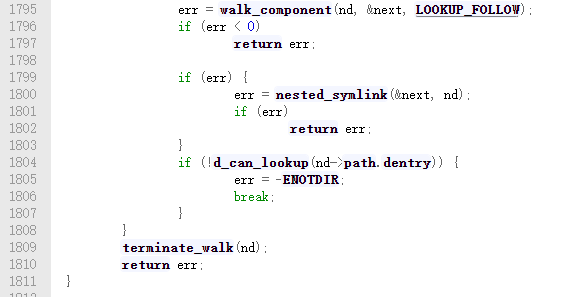 1795 err = walk_component(nd, &next, LOOKUP_FOLLOW);
1796 if (err < 0)
1797 return err;
1798
1799 if (err) {
1800 err = nested_symlink(&next, nd);
1801 if (err)
1802 return err;
1803 }
1804 if (!d_can_lookup(nd->path.dentry)) {
1805 err = -ENOTDIR;
1806 break;
1807 }
1808 }
1809 terminate_walk(nd);
1810 return err;
1811 }